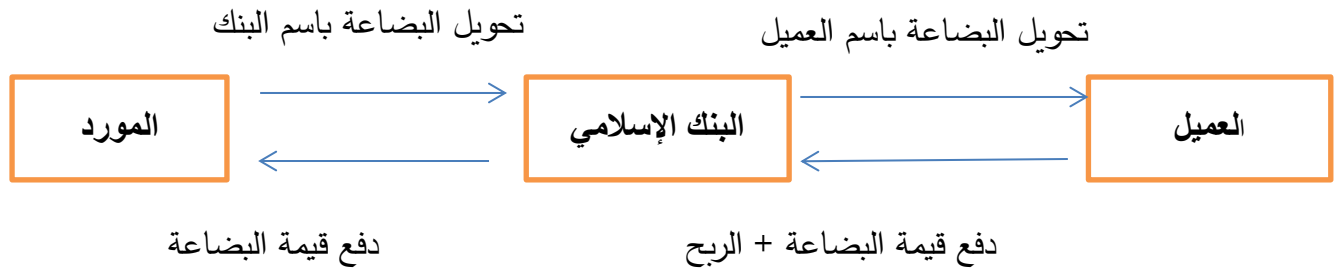 تحويل البضاعة باسم العميل
تحويل البضاعة باسم البنك
العميل
البنك الإسلامي
المورد
دفع قيمة البضاعة + الربح
دفع قيمة البضاعة